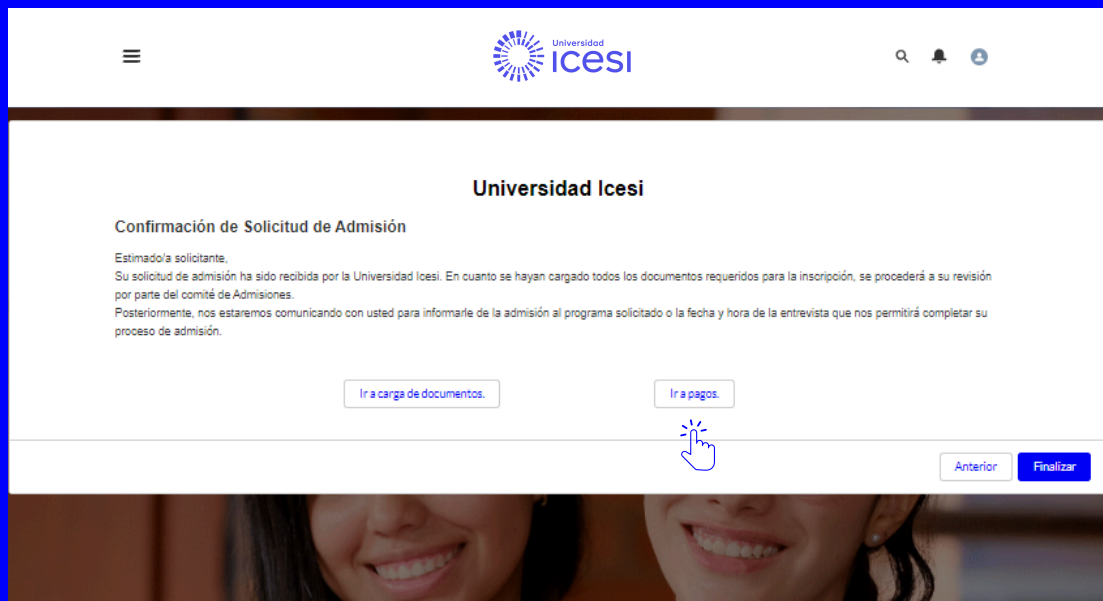 Universidad
icesi
Universidad Icesi
Confirmación de Solicitud de Admisión
Estimado/a solicitante,
Su solicitud de admisión ha sido recibida por la Universidad Icesi. En cuanto se hayan cargado todos los documentos requeridos para la inscripción, se procederá a su revisión
por parte del comité de Admisiones.
Posteriormente, nos estaremos comunicando con usted para informarle de la admisión al programa solicitado o la fecha y hora de la entrevista que nos permitirá completar su
proceso de admisión.
Ir a carga de documentos.
Ir a pagos.
Anterior
Finalizar